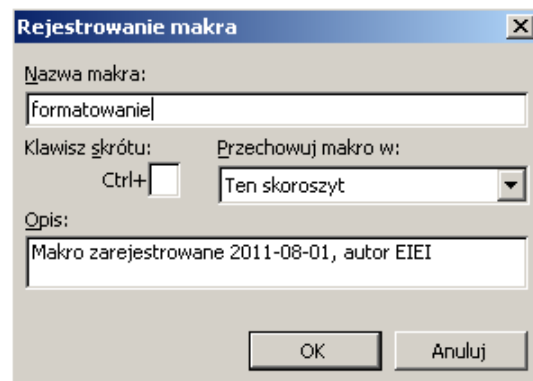 Rejestrowanie makra
Nazwa makra:
formatowanie
Klawisz skrótu: Przechowuj makro w:
Ctrl+ Ten skoroszyt
Opis:
Makro zarejestrowane 2011-08-01, autor EIEI
OK Anuluj